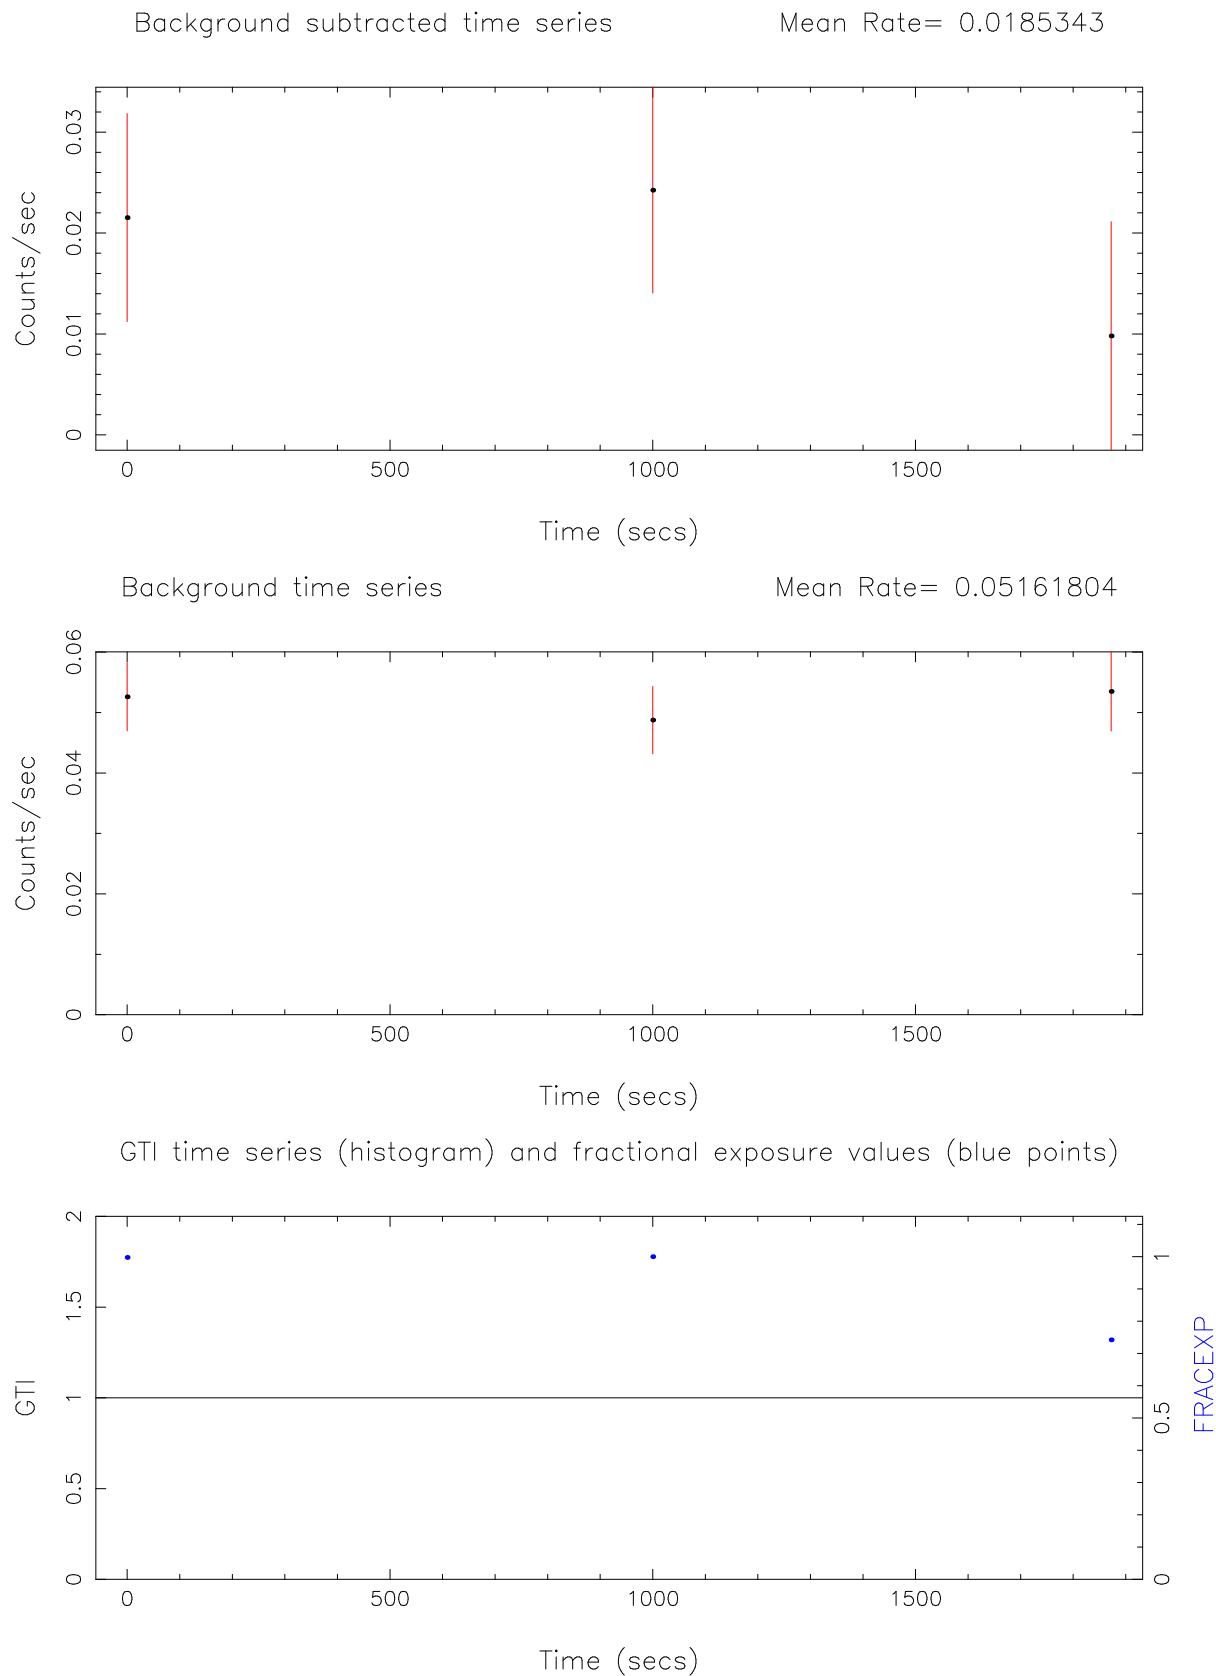 Background subtracted time series
Mean Rate= 0.0185343
Counts/sec
0.03
0.02
0.01
0
0
500
1000
1500
Time (secs)
Background time series
Mean Rate= 0.05161804
Counts/sec
0.06
0.04
0.02
0
0
500
1000
1500
Time (secs)
GTI time series (histogram) and fractional exposure values (blue points)
GTI
2
1.5
1
0.5
0
1
0.5
0
FRACEXP
0
500
1000
1500
Time (secs)